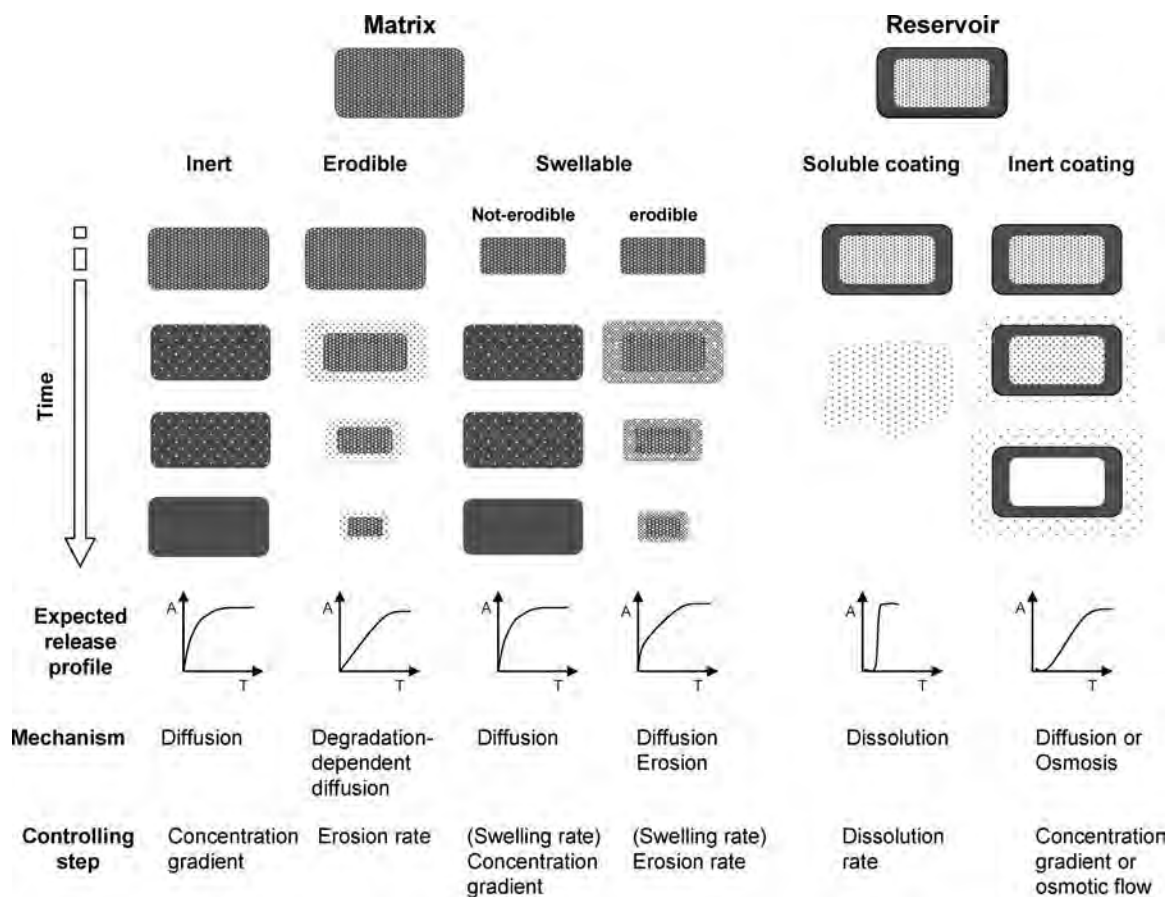 Matrix
Reservoir
Inert
Erodible
Swellable
Soluble coating
Inert coating
Not-erodible
erodible
Time
Expected
release
profile
A
T
A
T
A
T
A
T
A
T
A
T
Mechanism
Diffusion
Degradation-
dependent
diffusion
Diffusion
Diffusion
Erosion
Dissolution
Diffusion or
Osmosis
Controlling
step
Concentration
gradient
Erosion rate
(Swelling rate)
Concentration
gradient
(Swelling rate)
Erosion rate
Dissolution
rate
Concentration
gradient or
osmotic flow